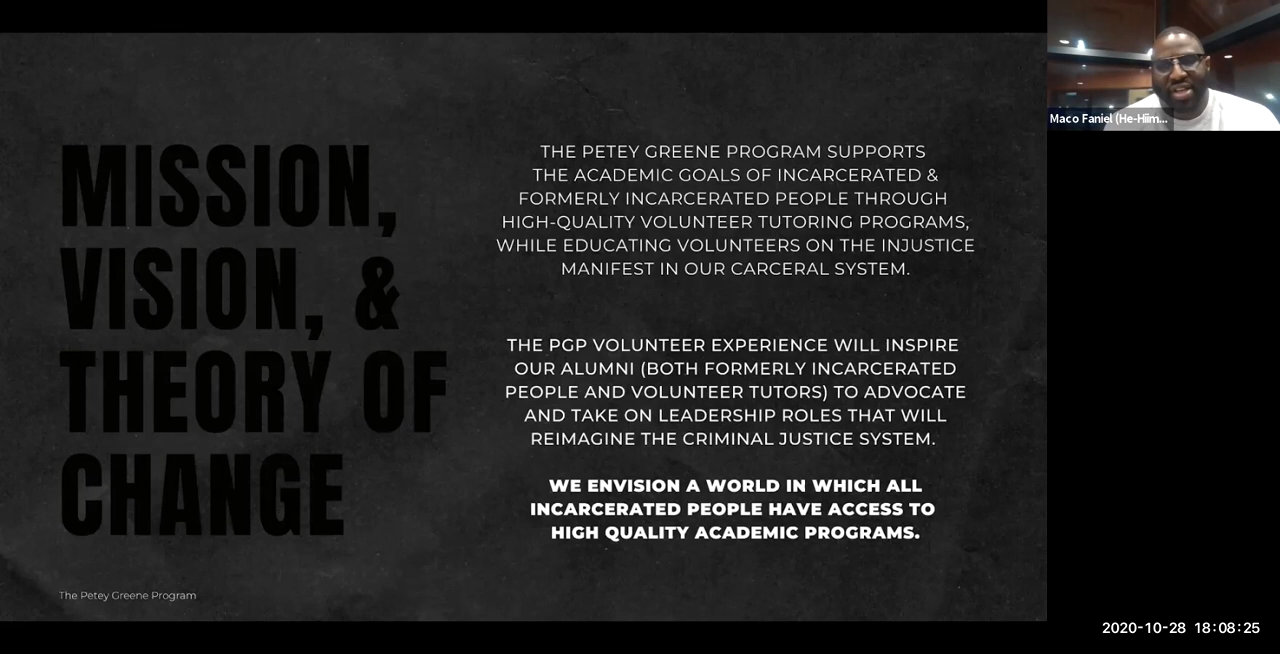 MISSION,
VISION, &
THEORY OF
CHANGE
THE PETEY GREENE PROGRAM SUPPORTS
THE ACADEMIC GOALS OF INCARCERATED &
FORMERLY INCARCERATED PEOPLE THROUGH
HIGH-QUALITY VOLUNTEER TUTORING PROGRAMS,
WHILE EDUCATING VOLUNTEERS ON THE INJUSTICE
MANIFEST IN OUR CARCERAL SYSTEM.
THE PGP VOLUNTEER EXPERIENCE WILL INSPIRE
OUR ALUMNI (BOTH FORMERLY INCARCERATED
PEOPLE AND VOLUNTEER TUTORS) TO ADVOCATE
AND TAKE ON LEADERSHIP ROLES THAT WILL
REIMAGINE THE CRIMINAL JUSTICE SYSTEM.
WE ENVISION A WORLD IN WHICH ALL
INCARCERATED PEOPLE HAVE ACCESS TO
HIGH QUALITY ACADEMIC PROGRAMS.
The Petey Greene Program
Maco Faniel (He-Hiim...
2020-10-28 18:08:25